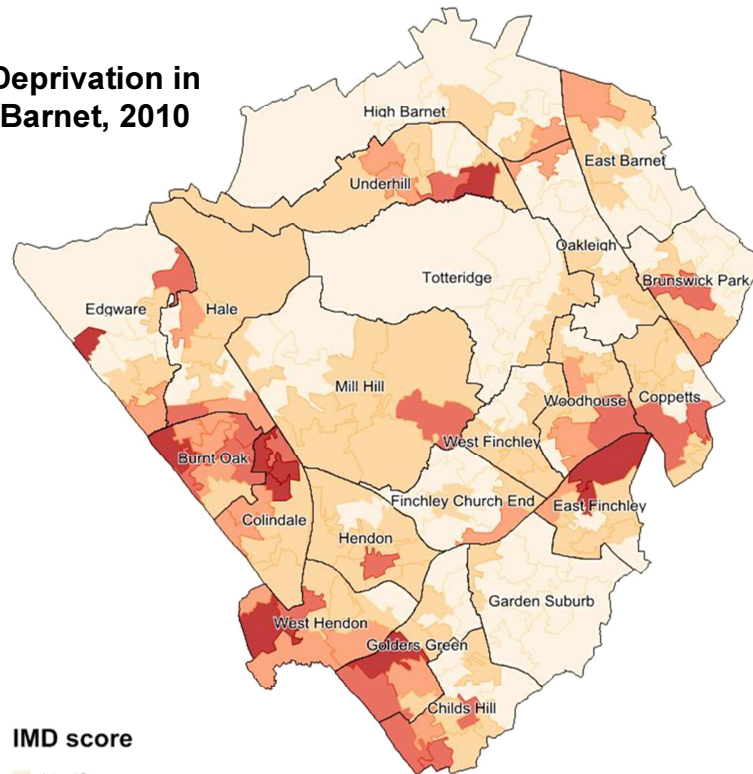 Deprivation in
Barnet, 2010
High Barnet
East Barnet
Underhill
Oakleigh
Totteridge
Brunswick Park
Edgware
Hale
Mill Hill
Woodhouse
Coppetts
West Finchley
Burnt Oak
Finchley Church End
East Finchley
Colindale
Hendon
Garden Suburb
West Hendon
Golders Green
Childs Hill
IMD score